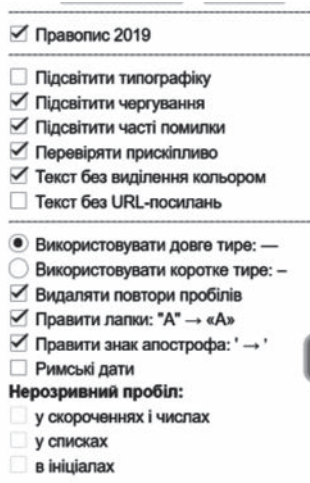 Правопис 2019
Підсвітити типографіку
Підсвітити чергування
Підсвітити часті помилки
Перевіряти прискіпливо
Текст без виділення кольором
Текст без URL-посилань
Використовувати довге тире: —
Використовувати коротке тире: –
Видаляти повтори пробілів
Правити лапки: "А" → «А»
Правити знак апострофа: ' → '
Римські дати
Нерозривний пробіл:
у скороченнях і числах
у списках
в ініціалах